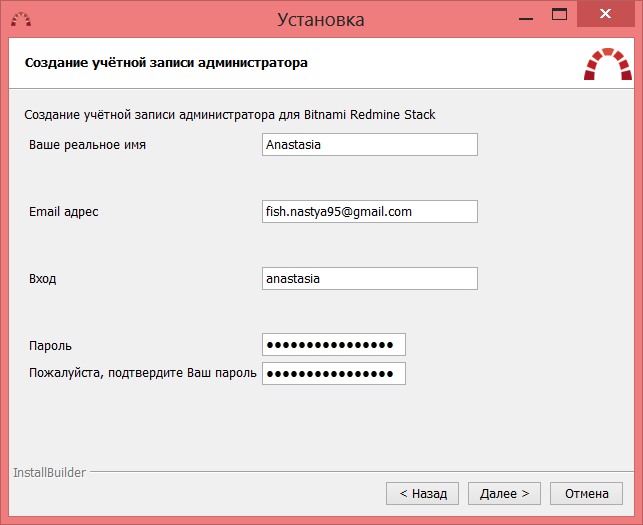 Установка
Создание учётной записи администратора
Создание учётной записи администратора для Bitnami Redmine Stack
Ваше реальное имя Anastasia
Email адрес fish.nastya95@gmail.com
Вход anastasia
Пароль ●●●●●●●●●●●●●●●●
Пожалуйста, подтвердите Ваш пароль ●●●●●●●●●●●●●●●●
InstallBuilder
< Назад Далее > Отмена